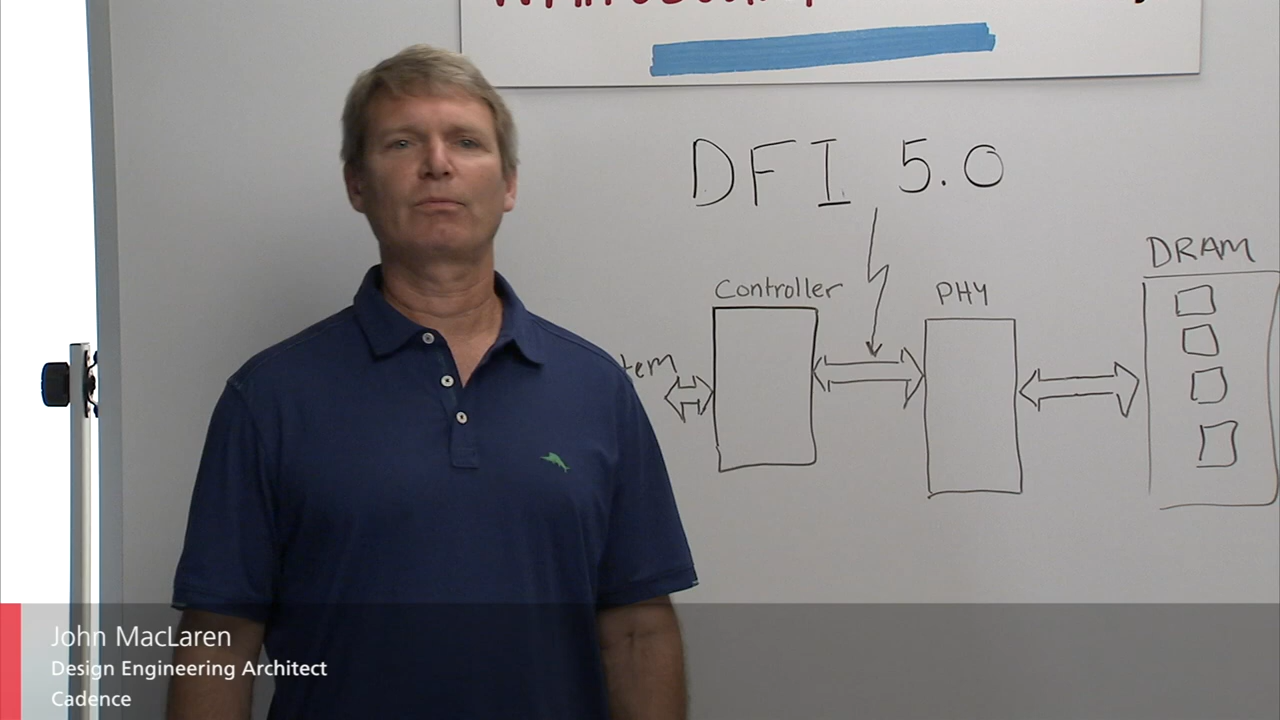 DFI 5.0
DRAM
Controller
PHY
John MacLaren
Design Engineering Architect
Cadence